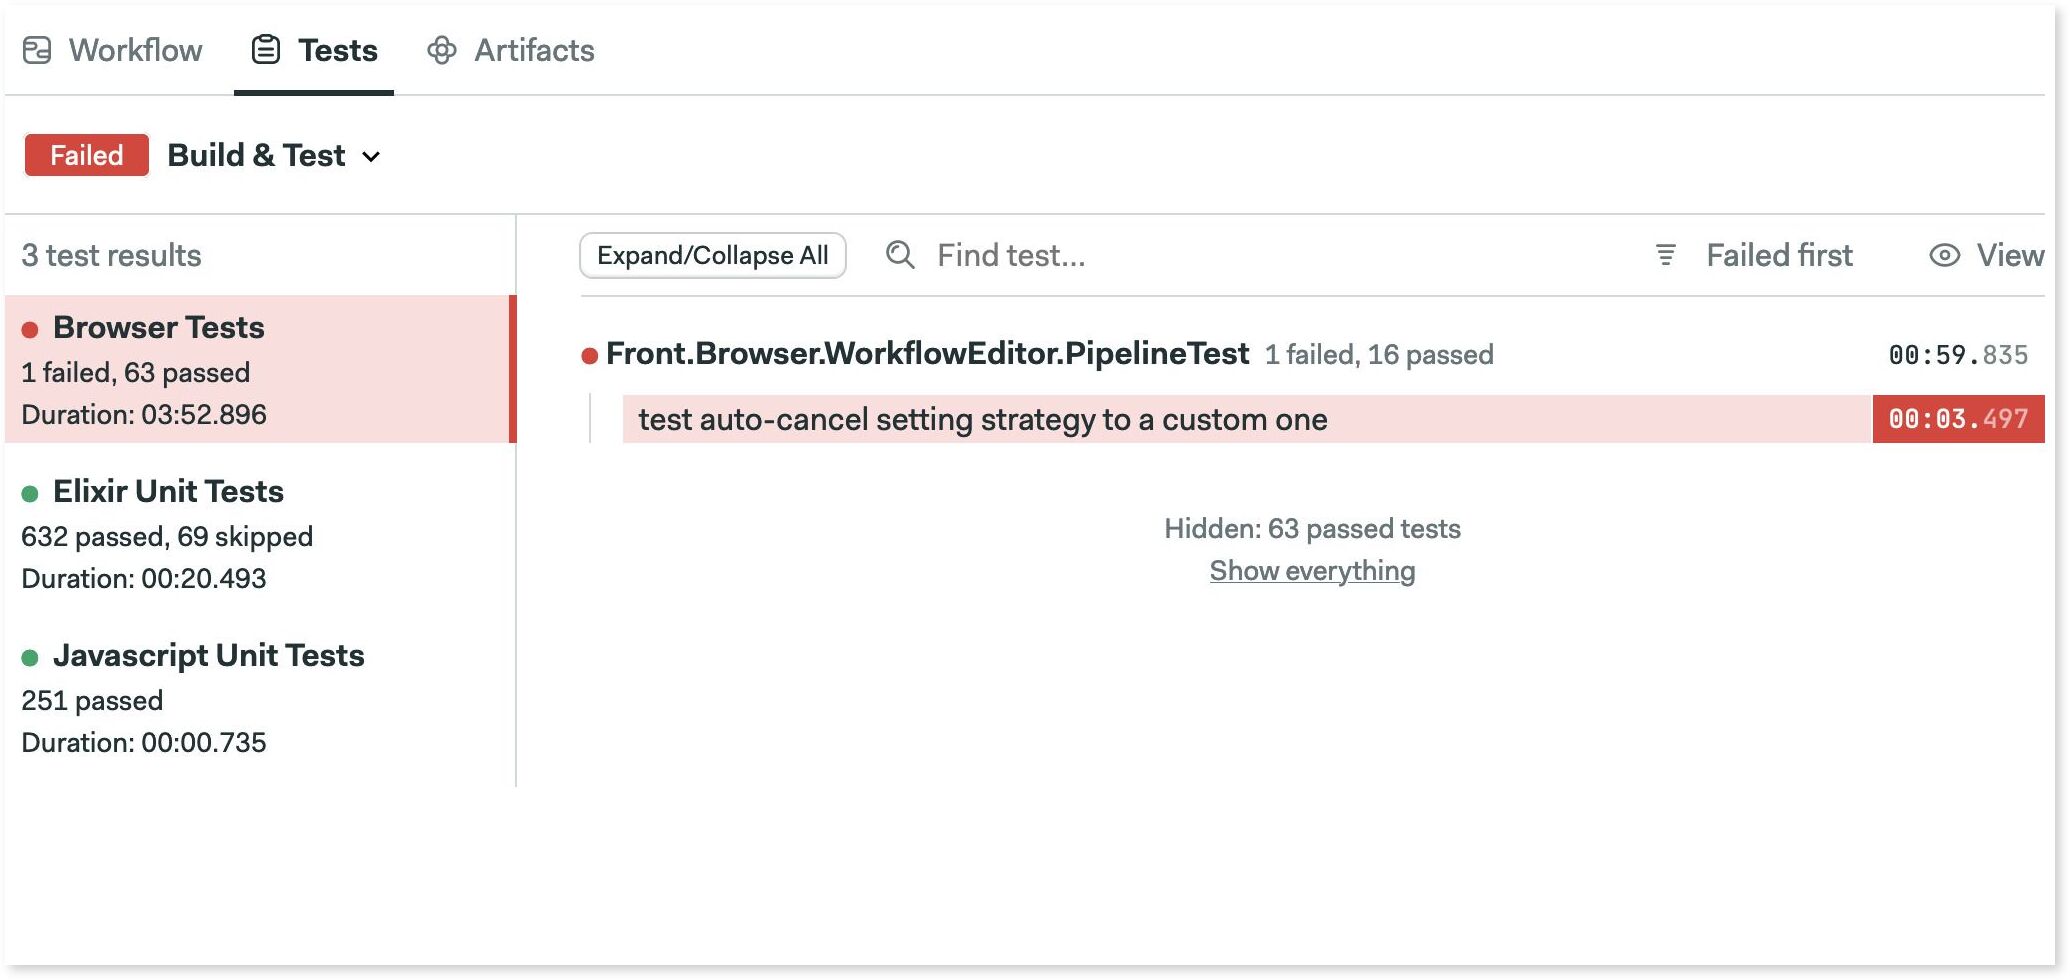 Workflow Tests Artifacts
Failed Build & Test
3 test results
Browser Tests
1 failed, 63 passed
Duration: 03:52.896
Elixir Unit Tests
632 passed, 69 skipped
Duration: 00:20.493
Javascript Unit Tests
251 passed
Duration: 00:00.735
Expand/Collapse All Find test... Failed first View
Front.Browser.WorkflowEditor.PipelineTest 1 failed, 16 passed 00:59.835
test auto-cancel setting strategy to a custom one 00:03.497
Hidden: 63 passed tests
Show everything